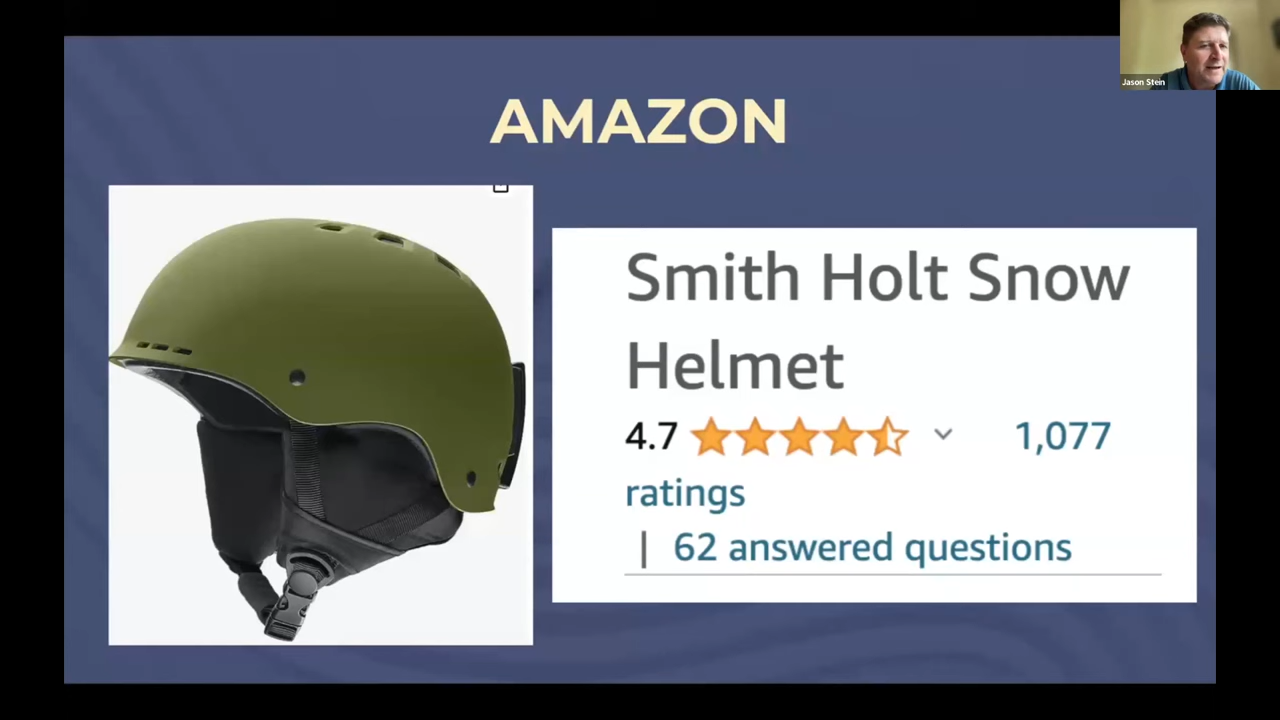 Jason Stein
AMAZON
Smith Holt Snow
Helmet
4.7 1,077
ratings
| 62 answered questions